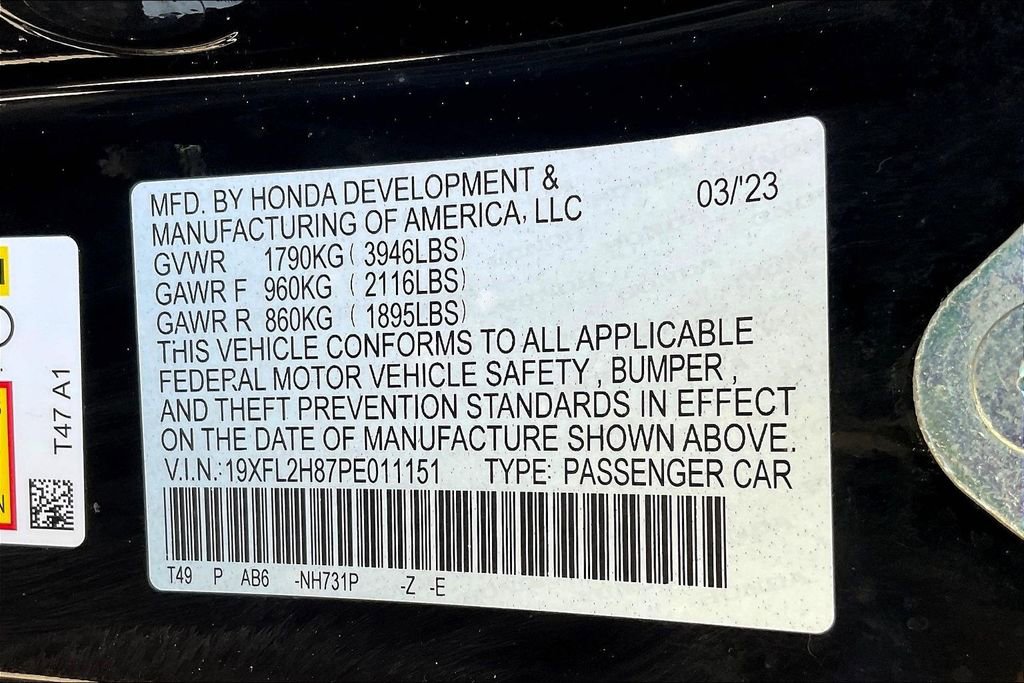 MFD. BY HONDA DEVELOPMENT &
MANUFACTURING OF AMERICA, LLC
03/'23
GVWR 1790KG ( 3946LBS)
GAWR F 960KG ( 2116LBS)
GAWR R 860KG ( 1895LBS)
THIS VEHICLE CONFORMS TO ALL APPLICABLE
FEDERAL MOTOR VEHICLE SAFETY , BUMPER ,
AND THEFT PREVENTION STANDARDS IN EFFECT
ON THE DATE OF MANUFACTURE SHOWN ABOVE.
V.I.N.:19XFL2H87PE011151 TYPE: PASSENGER CAR
T49 P AB6 -NH731P -Z -E
T47 A1